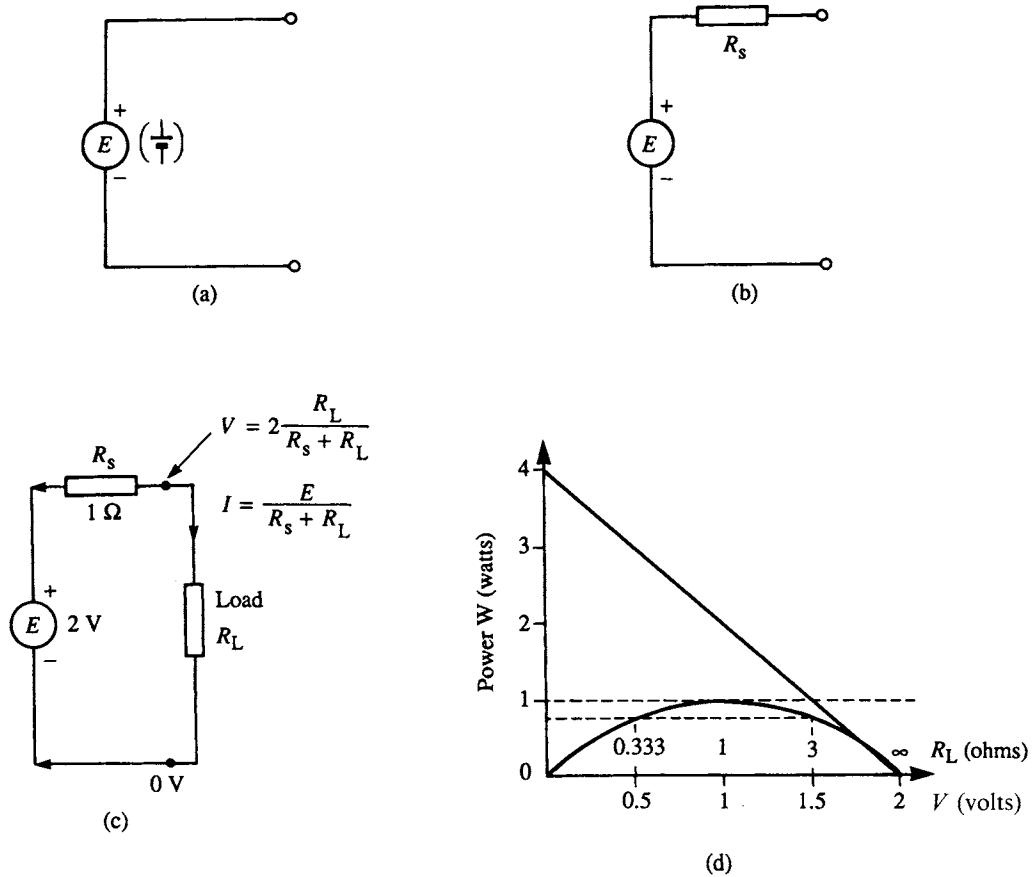 +
E
−
(a)
R_s
+
E
−
(b)
V = 2 R_L / (R_s + R_L)
R_s
1 Ω
I = E / (R_s + R_L)
+
E 2 V
−
Load
R_L
0 V
(c)
Power W (watts)
4
3
2
1
0
0.333 1 3 ∞ R_L (ohms)
0.5 1 1.5 2 V (volts)
(d)